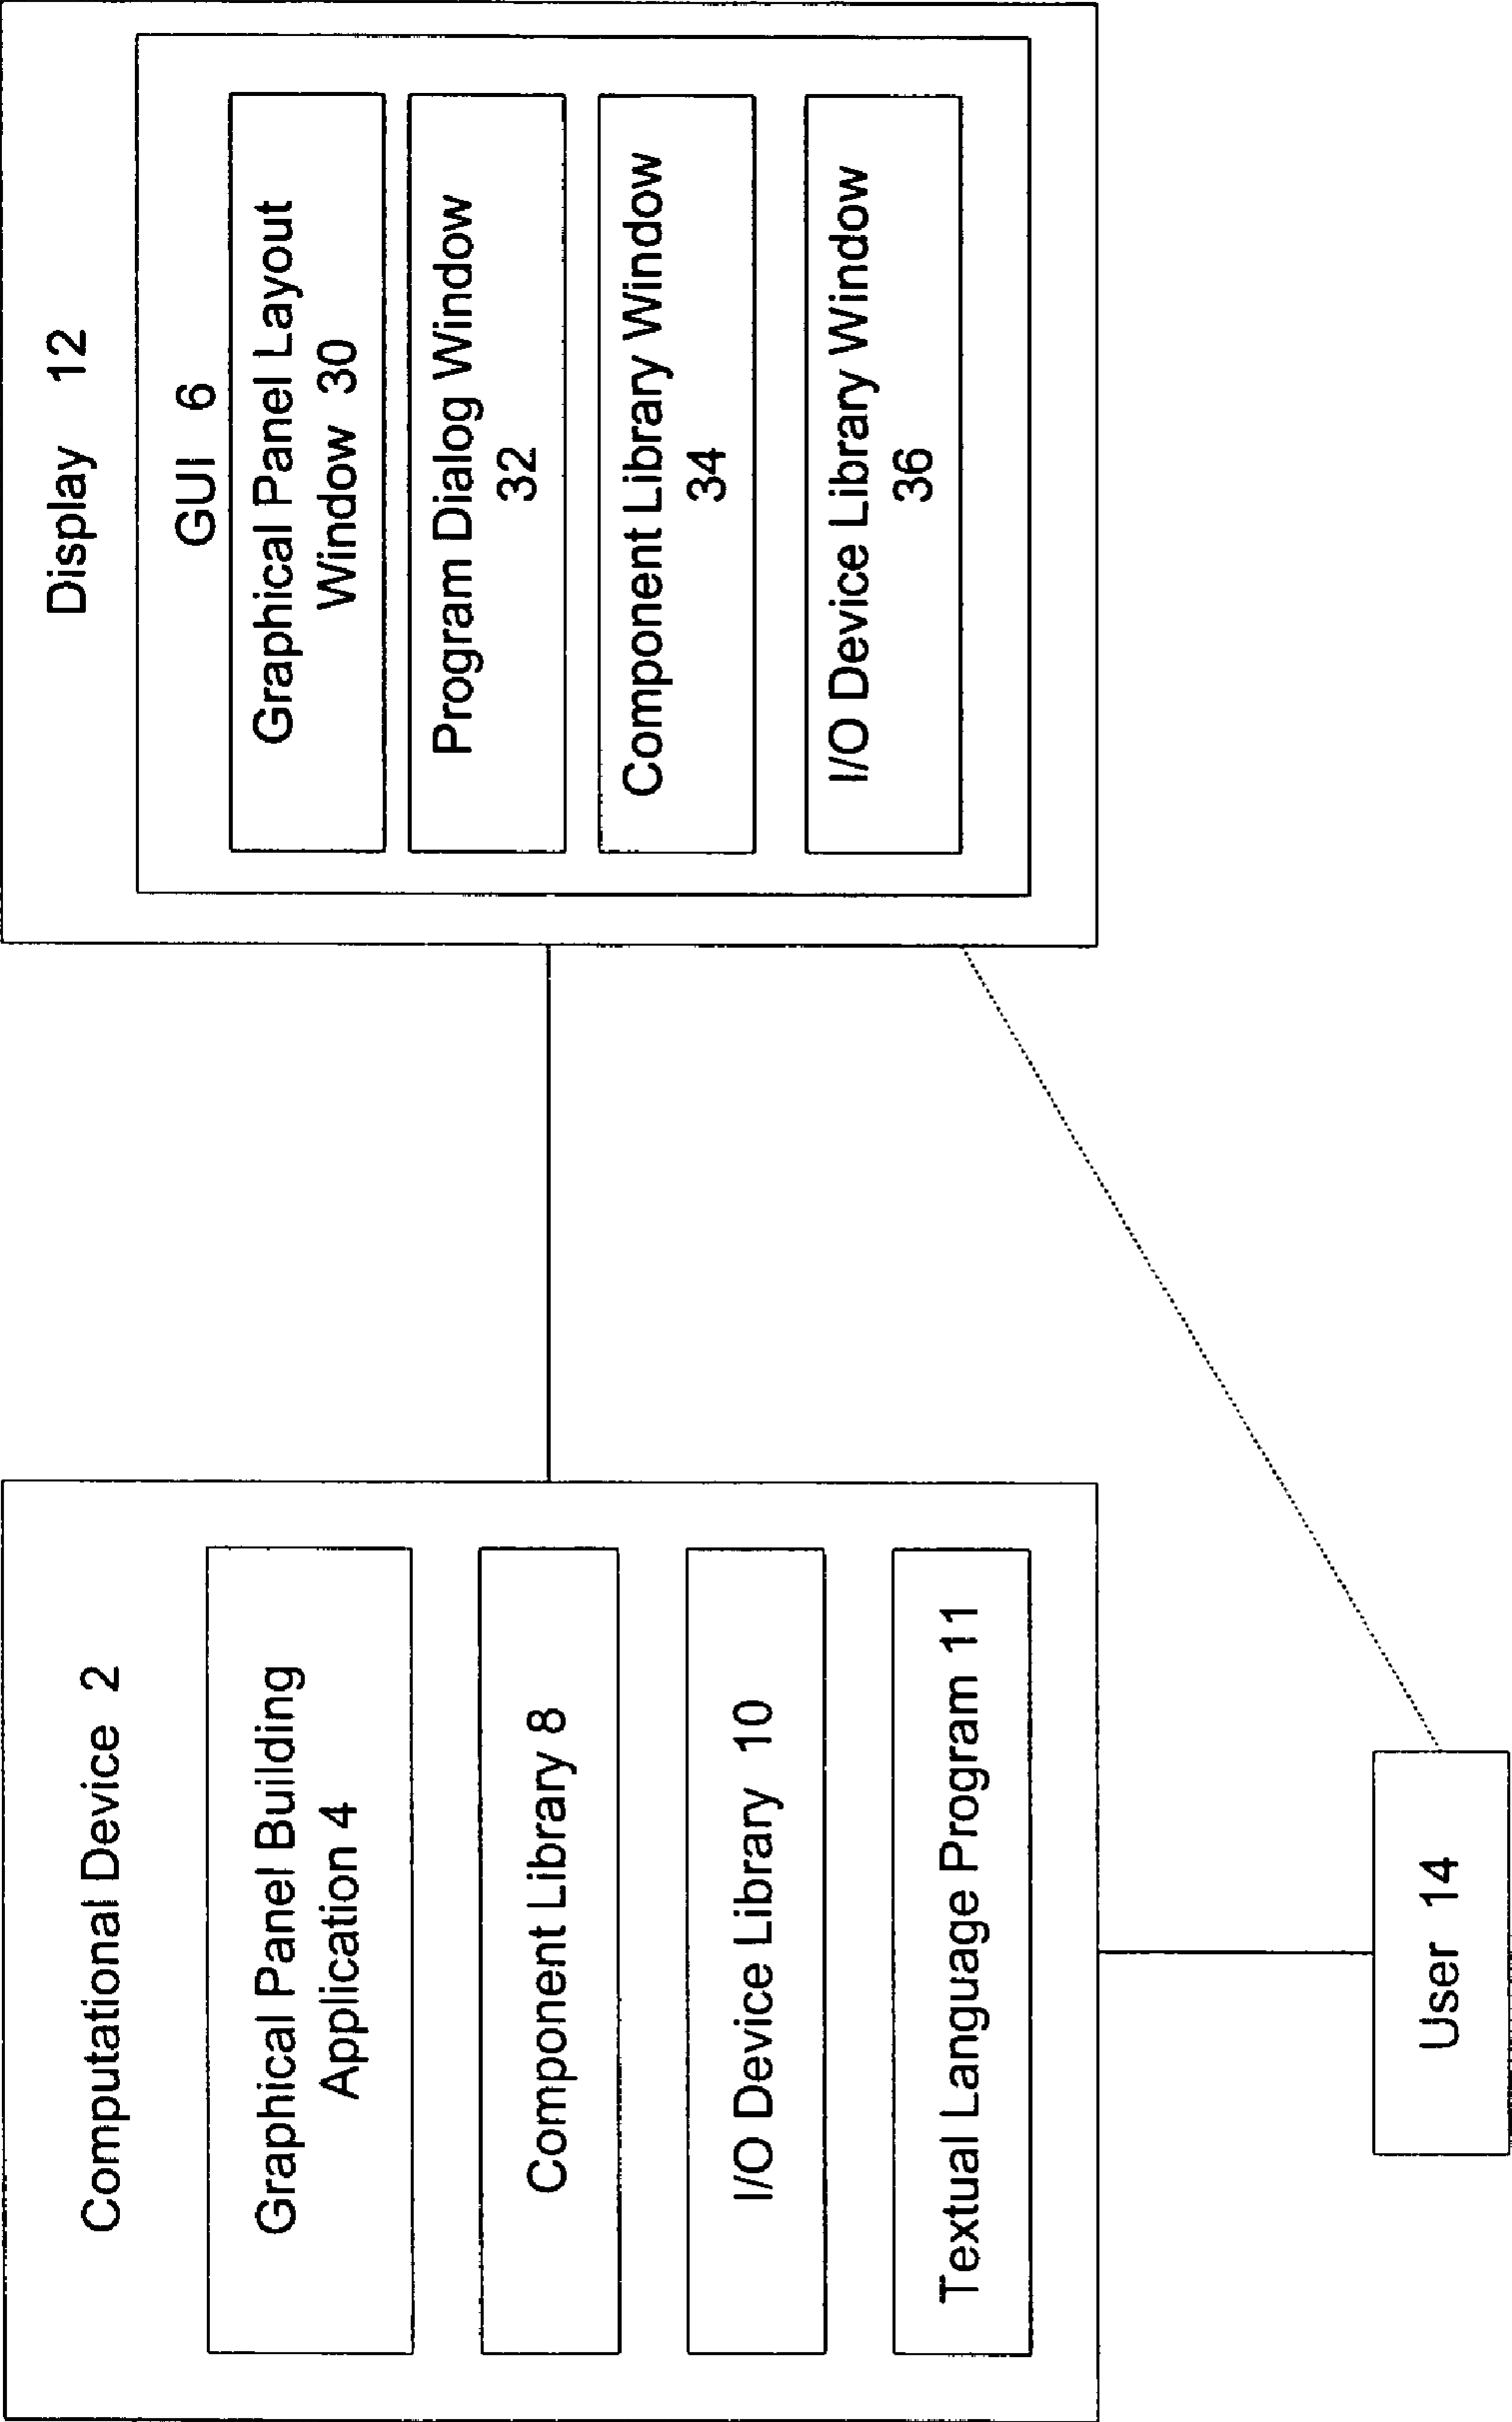 Computational Device 2
Graphical Panel Building
Application 4
Component Library 8
I/O Device Library 10
Textual Language Program 11
User 14
Display 12
GUI 6
Graphical Panel Layout
Window 30
Program Dialog Window
32
Component Library Window
34
I/O Device Library Window
36